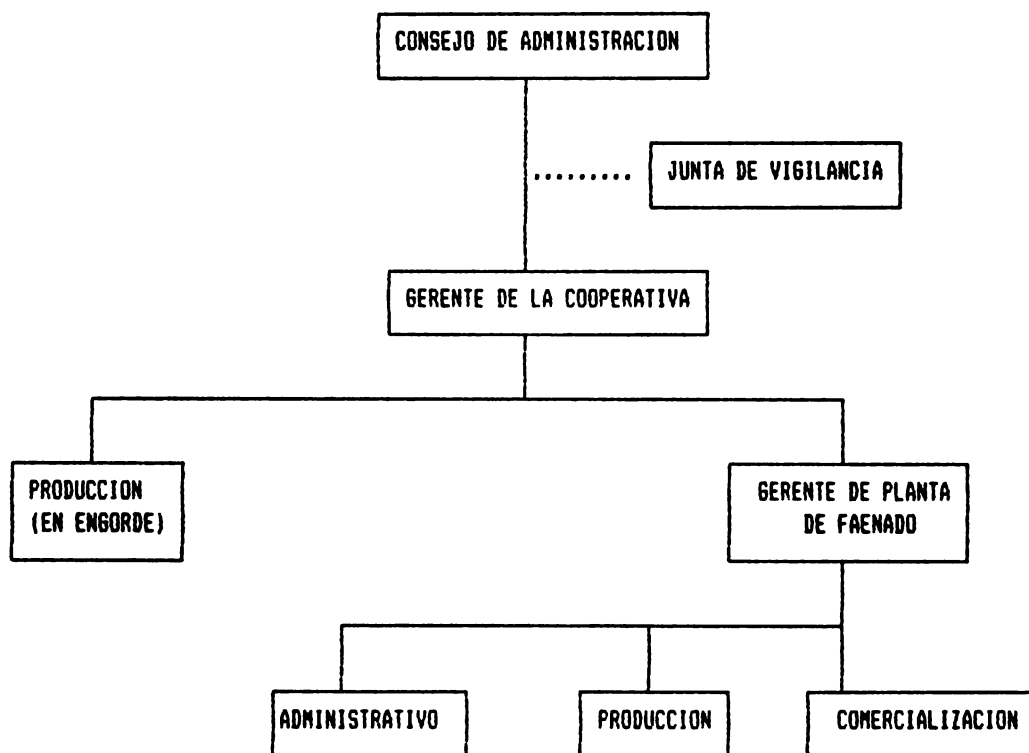 CONSEJO DE ADMINISTRACION
......... JUNTA DE VIGILANCIA
GERENTE DE LA COOPERATIVA
PRODUCCION
(EN ENGORDE)
GERENTE DE PLANTA
DE FAENADO
ADMINISTRATIVO
PRODUCCION
COMERCIALIZACION